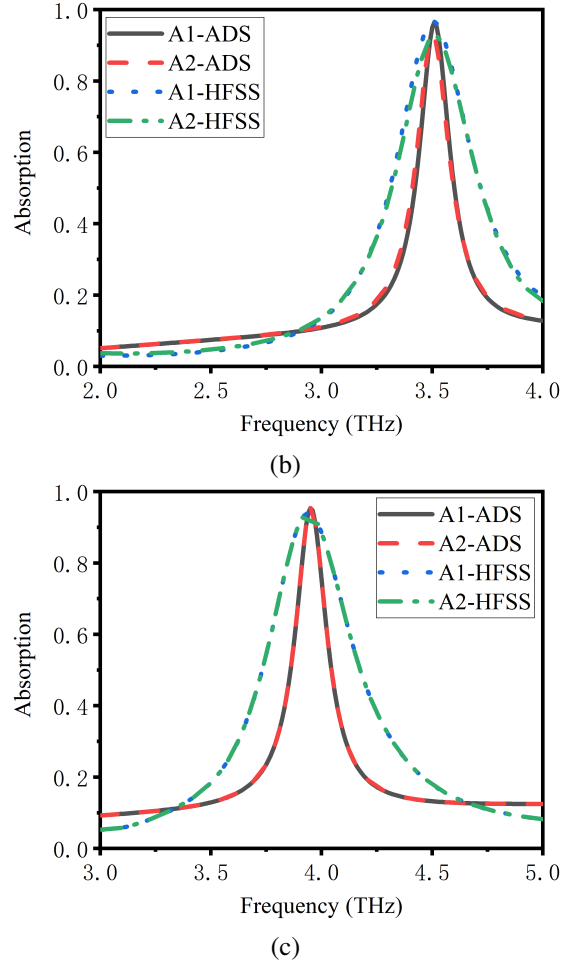 1.0
0.8
0.6
0.4
0.2
0.0
Absorption
A1-ADS
A2-ADS
A1-HFSS
A2-HFSS
2.0 2.5 3.0 3.5 4.0
Frequency (THz)
(b)
1.0
0.8
0.6
0.4
0.2
0.0
Absorption
A1-ADS
A2-ADS
A1-HFSS
A2-HFSS
3.0 3.5 4.0 4.5 5.0
Frequency (THz)
(c)